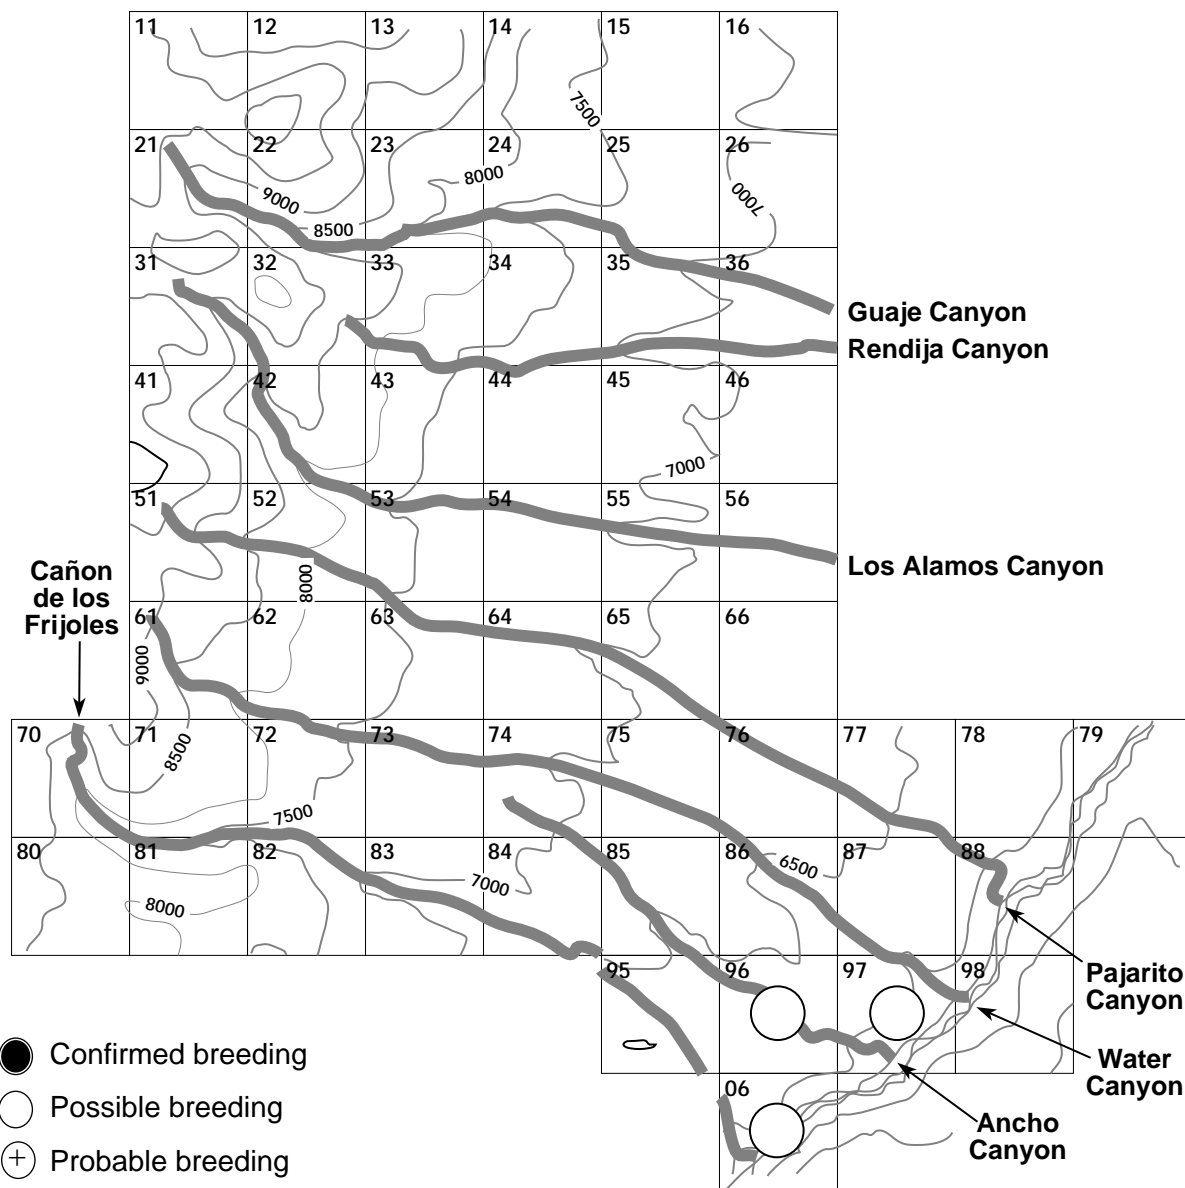 11 12 13 14 15 16
7500
21 22 23 24 25 26
8000
9000
7000
8500
31 32 33 34 35 36
Guaje Canyon
Rendija Canyon
41 42 43 44 45 46
7000
51 52 53 54 55 56
Los Alamos Canyon
Cañon
de los
Frijoles
8000
61 62 63 64 65 66
9000
70 71 72 73 74 75 76 77 78 79
8500
7500
80 81 82 83 84 85 86 87 88
6500
7000
8000
95 96 97 98
Pajarito
Canyon
Water
Canyon
06
Ancho
Canyon
Confirmed breeding
Possible breeding
+ Probable breeding